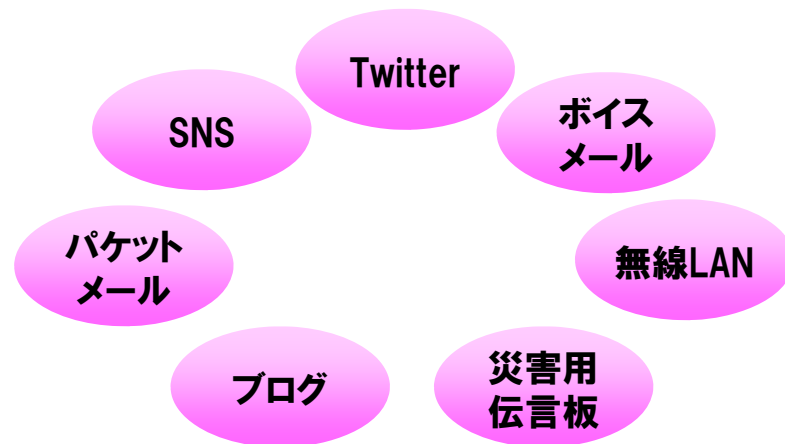 Twitter
SNS
ボイス
メール
パケット
メール
無線LAN
ブログ
災害用
伝言板